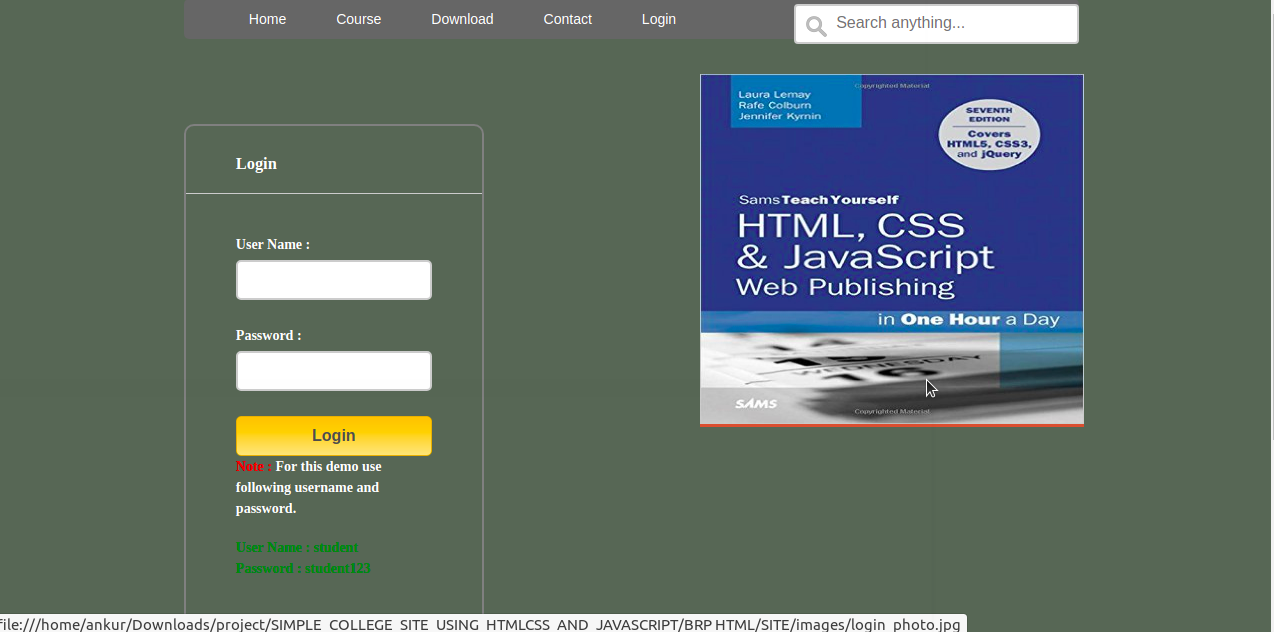 Home Course Download Contact Login
Search anything...
Laura Lemay
Rafe Colburn
Jennifer Kyrnin
Copyrighted Material
SEVENTH
EDITION
Covers
HTML5, CSS3,
and jQuery
Sams Teach Yourself
HTML, CSS
& JavaScript
Web Publishing
in One Hour a Day
WEDNESDAY
16
SAMS
Copyrighted Material
Login
User Name :
Password :
Login
Note : For this demo use
following username and
password.
User Name : student
Password : student123
file:///home/ankur/Downloads/project/SIMPLE_COLLEGE_SITE_USING_HTMLCSS_AND_JAVASCRIPT/BRP HTML/SITE/images/login_photo.jpg